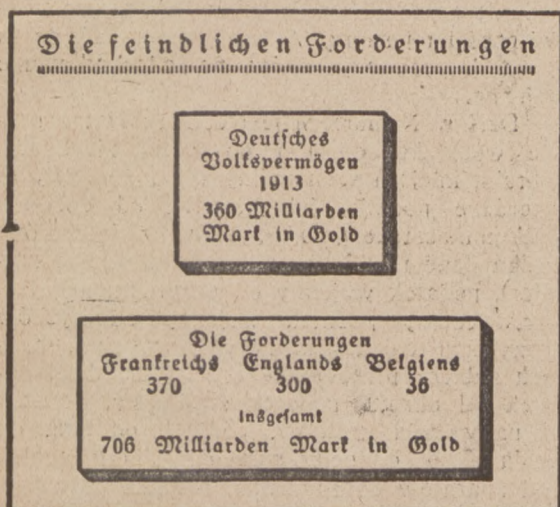 Die feindlichen Forderungen
Deutsches
Volksvermögen
1913
360 Milliarden
Mark in Gold
Die Forderungen
Frankreichs Englands Belgiens
370 300 36
insgesamt
706 Milliarden Mark in Gold